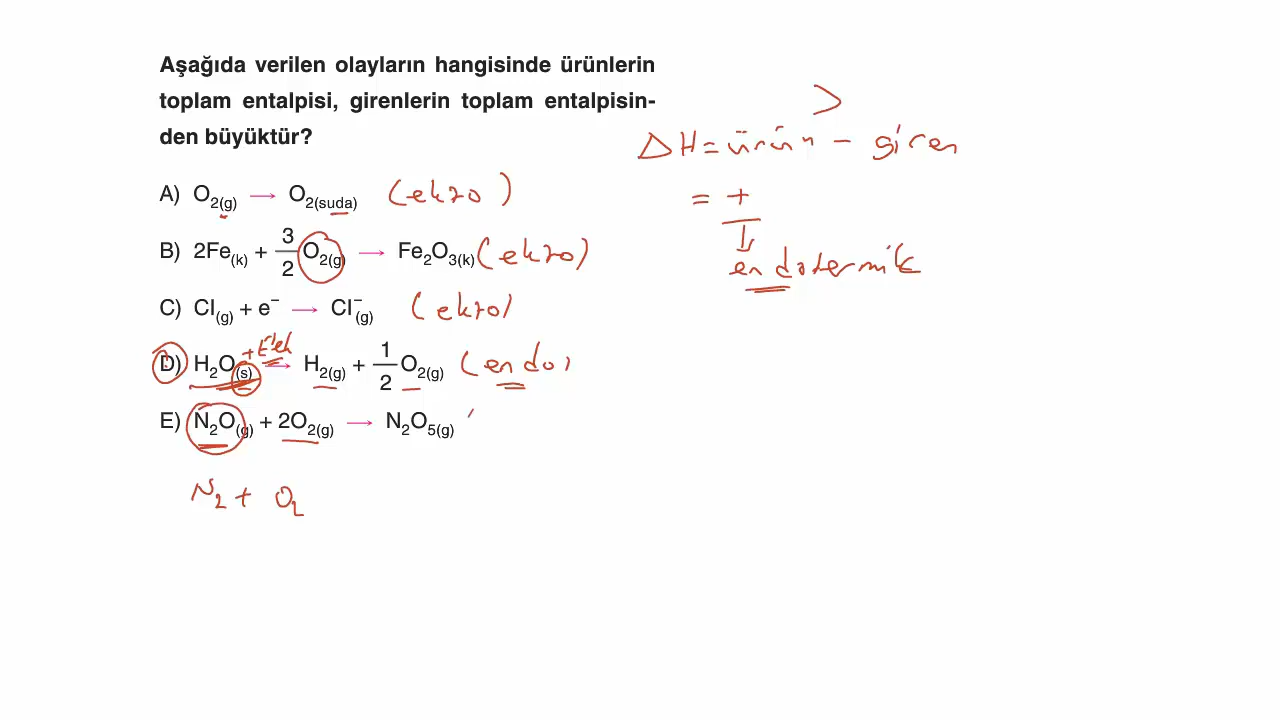 Aşağıda verilen olayların hangisinde ürünlerin
toplam entalpisi, girenlerin toplam entalpisin-
den büyüktür?
>
ΔH = ürün - giren
= +
endotermik
A) O2(g) → O2(suda) (ekzo)
B) 2Fe(k) + 3/2 O2(g) → Fe2O3(k) (ekzo)
C) Cl(g) + e⁻ → Cl⁻(g) (ekzo)
D) H2O(s) → H2(g) + 1/2 O2(g) (endo)
E) N2O(g) + 2O2(g) → N2O5(g)
N2 + O2